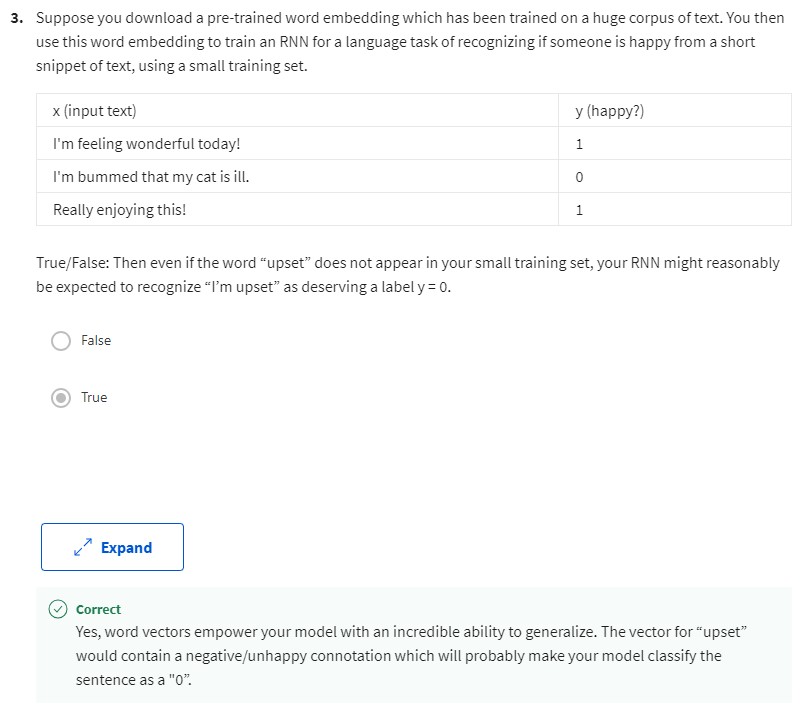 3. Suppose you download a pre-trained word embedding which has been trained on a huge corpus of text. You then
use this word embedding to train an RNN for a language task of recognizing if someone is happy from a short
snippet of text, using a small training set.
x (input text) y (happy?)
I'm feeling wonderful today! 1
I'm bummed that my cat is ill. 0
Really enjoying this! 1
True/False: Then even if the word “upset” does not appear in your small training set, your RNN might reasonably
be expected to recognize “I’m upset” as deserving a label y = 0.
False
True
Expand
Correct
Yes, word vectors empower your model with an incredible ability to generalize. The vector for “upset”
would contain a negative/unhappy connotation which will probably make your model classify the
sentence as a "0”.